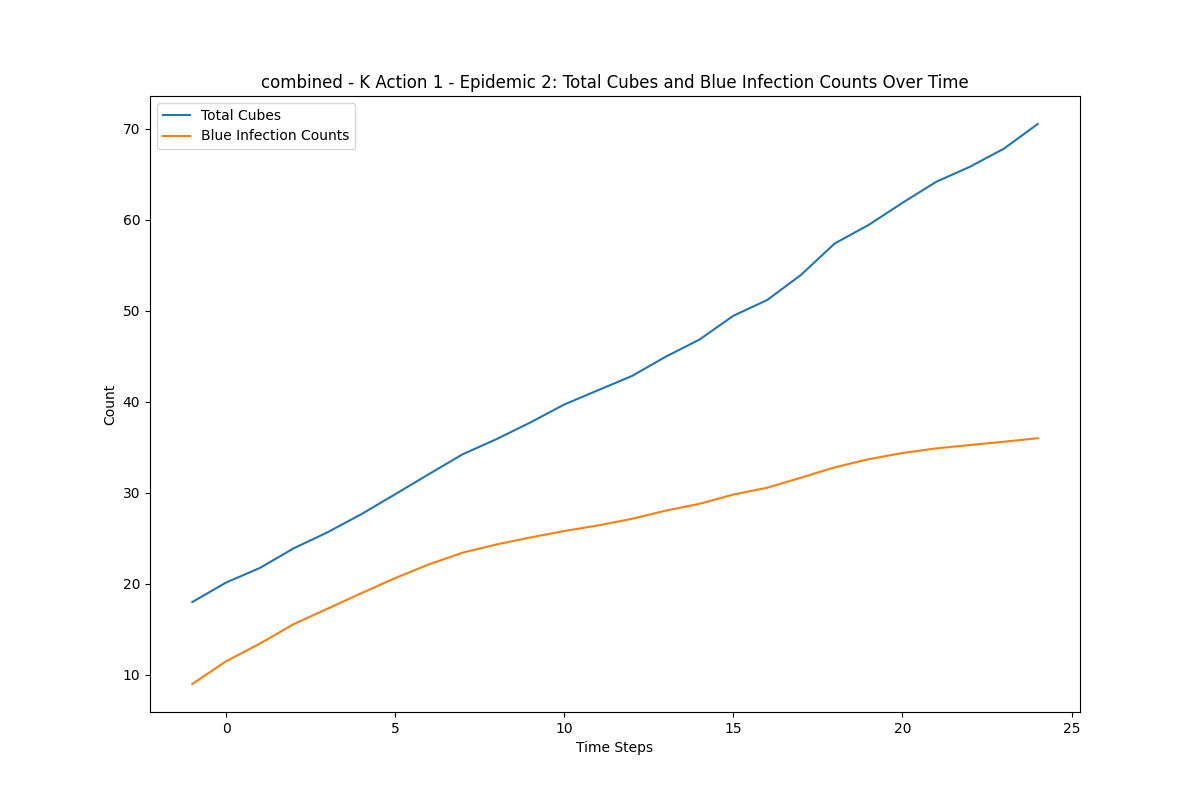 combined - K Action 1 - Epidemic 2: Total Cubes and Blue Infection Counts Over Time
Total Cubes
Blue Infection Counts
70
60
50
40
30
20
10
Count
0 5 10 15 20 25
Time Steps